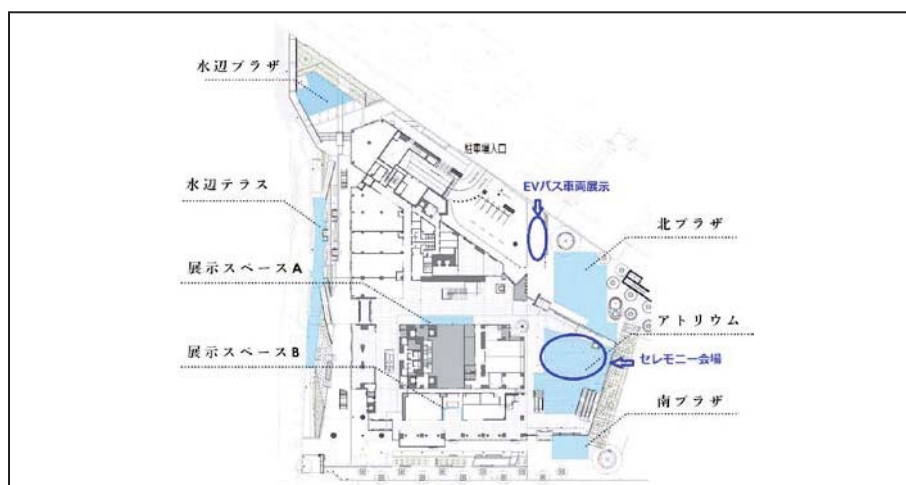 水辺プラザ
駐車場入口
EVバス車両展示
水辺テラス
北プラザ
展示スペースA
アトリウム
展示スペースB
セレモニー会場
南プラザ